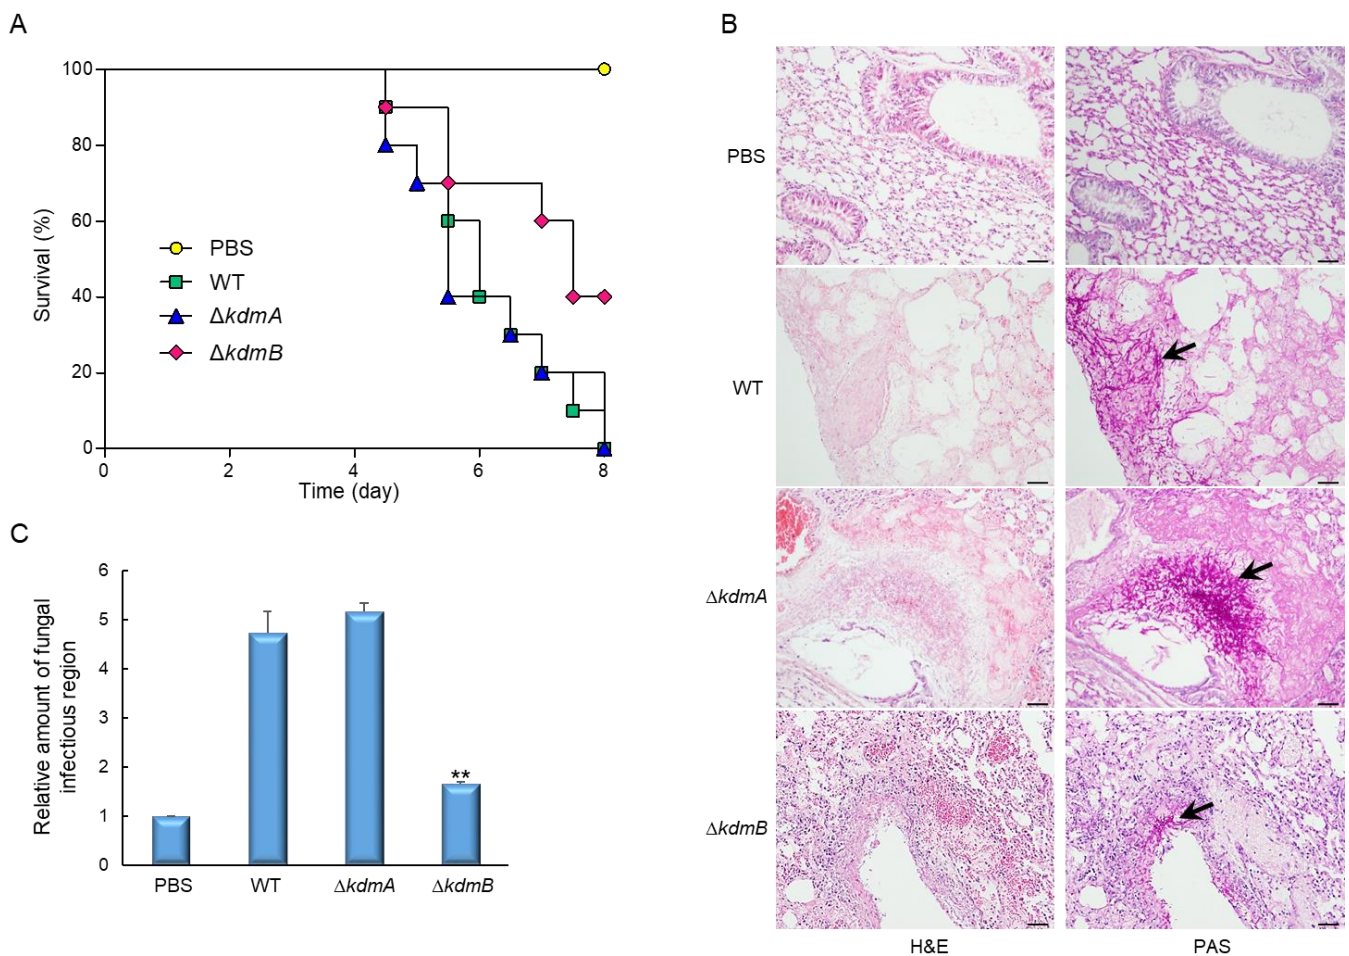 A
100
80
60
40
20
0
Survival (%)
PBS
WT
ΔkdmA
ΔkdmB
0 2 4 6 8
Time (day)
B
PBS
WT
ΔkdmA
ΔkdmB
H&E PAS
C
6
5
4
3
2
1
0
Relative amount of fungal
infectious region
**
PBS WT ΔkdmA ΔkdmB